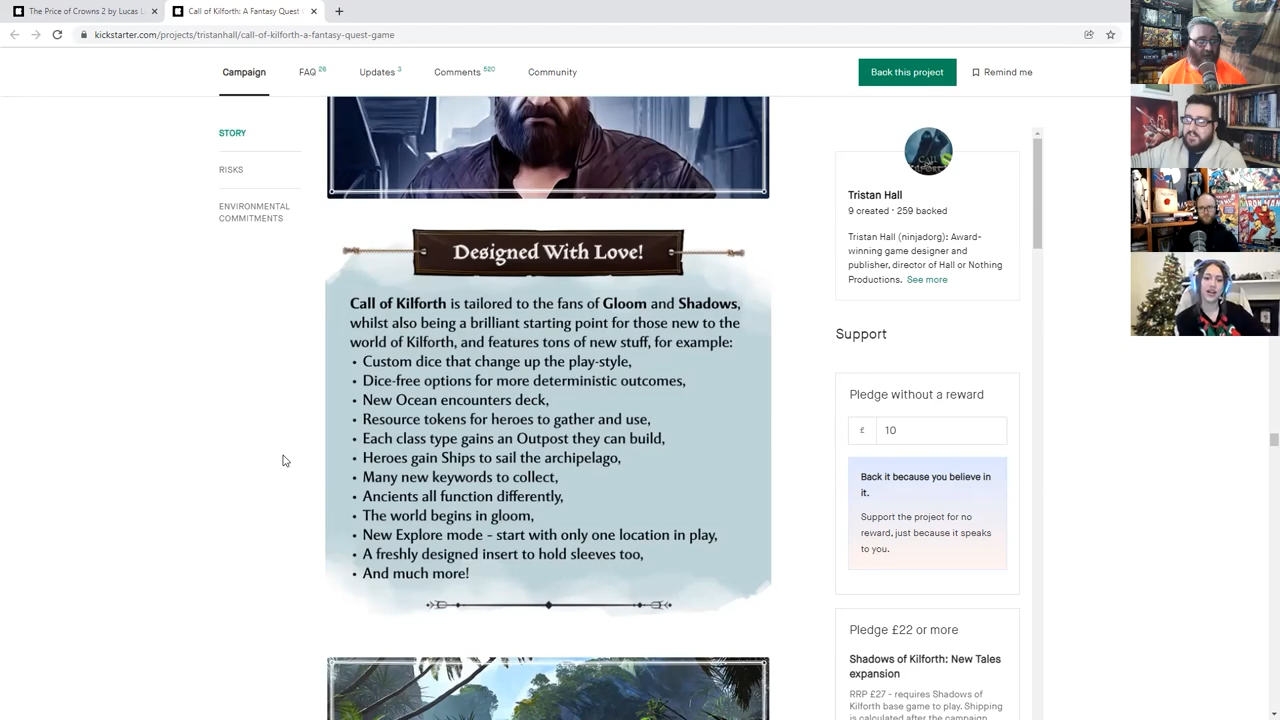 The Price of Crowns 2 by Lucas L
Call of Kilforth: A Fantasy Quest
kickstarter.com/projects/tristanhall/call-of-kilforth-a-fantasy-quest-game
Campaign
FAQ 26
Updates 3
Comments 520
Community
Back this project
Remind me
STORY
RISKS
ENVIRONMENTAL
COMMITMENTS
Designed With Love!
Call of Kilforth is tailored to the fans of Gloom and Shadows,
whilst also being a brilliant starting point for those new to the
world of Kilforth, and features tons of new stuff, for example:
• Custom dice that change up the play-style,
• Dice-free options for more deterministic outcomes,
• New Ocean encounters deck,
• Resource tokens for heroes to gather and use,
• Each class type gains an Outpost they can build,
• Heroes gain Ships to sail the archipelago,
• Many new keywords to collect,
• Ancients all function differently,
• The world begins in gloom,
• New Explore mode - start with only one location in play,
• A freshly designed insert to hold sleeves too,
• And much more!
CALL
Tristan Hall
9 created · 259 backed
Tristan Hall (ninjadorg): Award-
winning game designer and
publisher, director of Hall or Nothing
Productions. See more
Support
Pledge without a reward
£ 10
Back it because you believe in
it.
Support the project for no
reward, just because it speaks
to you.
Pledge £22 or more
Shadows of Kilforth: New Tales
expansion
RRP £27 - requires Shadows of
Kilforth base game to play. Shipping
is calculated after the campaign
IRON MAN